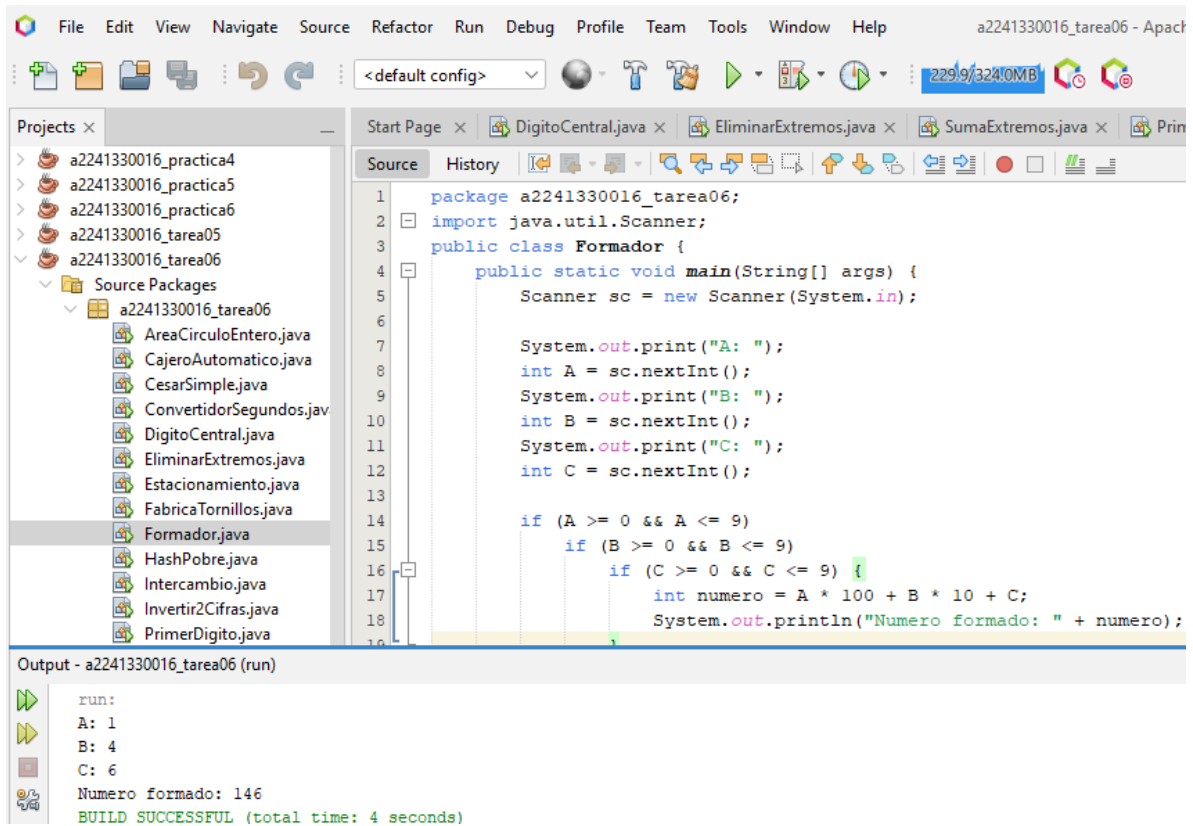 File Edit View Navigate Source Refactor Run Debug Profile Team Tools Window Help a2241330016_tarea06 - Apach
<default config> 229.9/324.0MB
Projects
a2241330016_practica4
a2241330016_practica5
a2241330016_practica6
a2241330016_tarea05
a2241330016_tarea06
Source Packages
a2241330016_tarea06
AreaCirculoEntero.java
CajeroAutomatico.java
CesarSimple.java
ConvertidorSegundos.jav
DigitoCentral.java
EliminarExtremos.java
Estacionamiento.java
FabricaTornillos.java
Formador.java
HashPobre.java
Intercambio.java
Invertir2Cifras.java
PrimerDigito.java
Start Page DigitoCentral.java EliminarExtremos.java SumaExtremos.java Prim
Source History
1 package a2241330016_tarea06;
2 import java.util.Scanner;
3 public class Formador {
4 public static void main(String[] args) {
5 Scanner sc = new Scanner(System.in);
6
7 System.out.print("A: ");
8 int A = sc.nextInt();
9 System.out.print("B: ");
10 int B = sc.nextInt();
11 System.out.print("C: ");
12 int C = sc.nextInt();
13
14 if (A >= 0 && A <= 9)
15 if (B >= 0 && B <= 9)
16 if (C >= 0 && C <= 9) {
17 int numero = A * 100 + B * 10 + C;
18 System.out.println("Numero formado: " + numero);
19 }
Output - a2241330016_tarea06 (run)
run:
A: 1
B: 4
C: 6
Numero formado: 146
BUILD SUCCESSFUL (total time: 4 seconds)